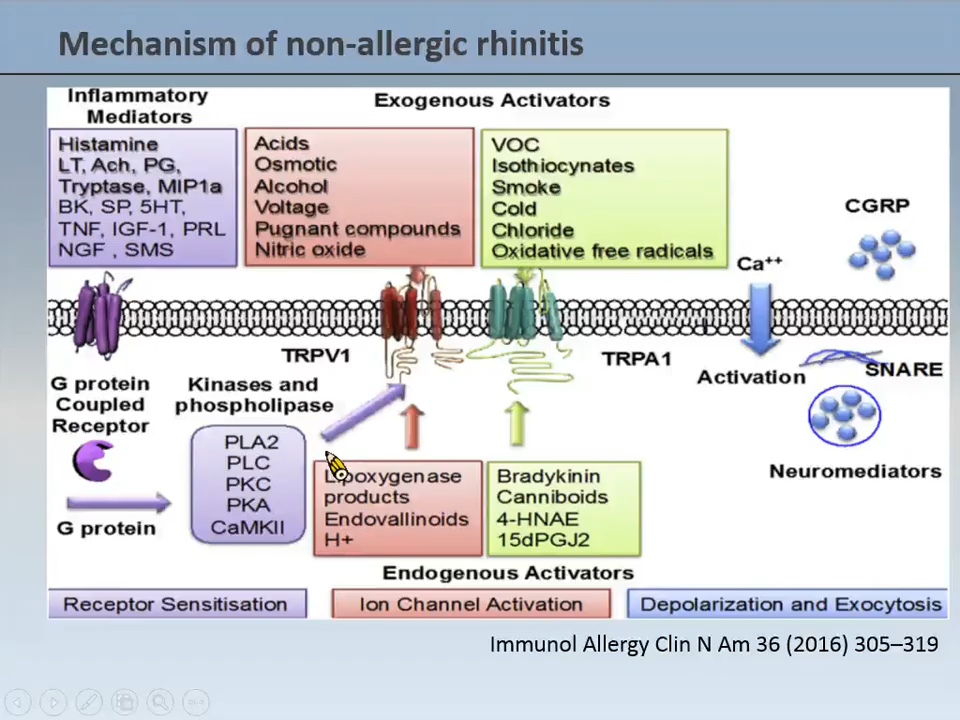 Mechanism of non-allergic rhinitis
Inflammatory
Mediators
Histamine
LT, Ach, PG,
Tryptase, MIP1a
BK, SP, 5HT,
TNF, IGF-1, PRL
NGF , SMS
Exogenous Activators
Acids
Osmotic
Alcohol
Voltage
Pugnant compounds
Nitric oxide
VOC
Isothiocynates
Smoke
Cold
Chloride
Oxidative free radicals
CGRP
Ca++
TRPV1
TRPA1
Activation
SNARE
Neuromediators
G protein
Coupled
Receptor
G protein
Kinases and
phospholipase
PLA2
PLC
PKC
PKA
CaMKII
Lipoxygenase
products
Endovallinoids
H+
Bradykinin
Canniboids
4-HNAE
15dPGJ2
Endogenous Activators
Receptor Sensitisation
Ion Channel Activation
Depolarization and Exocytosis
Immunol Allergy Clin N Am 36 (2016) 305–319